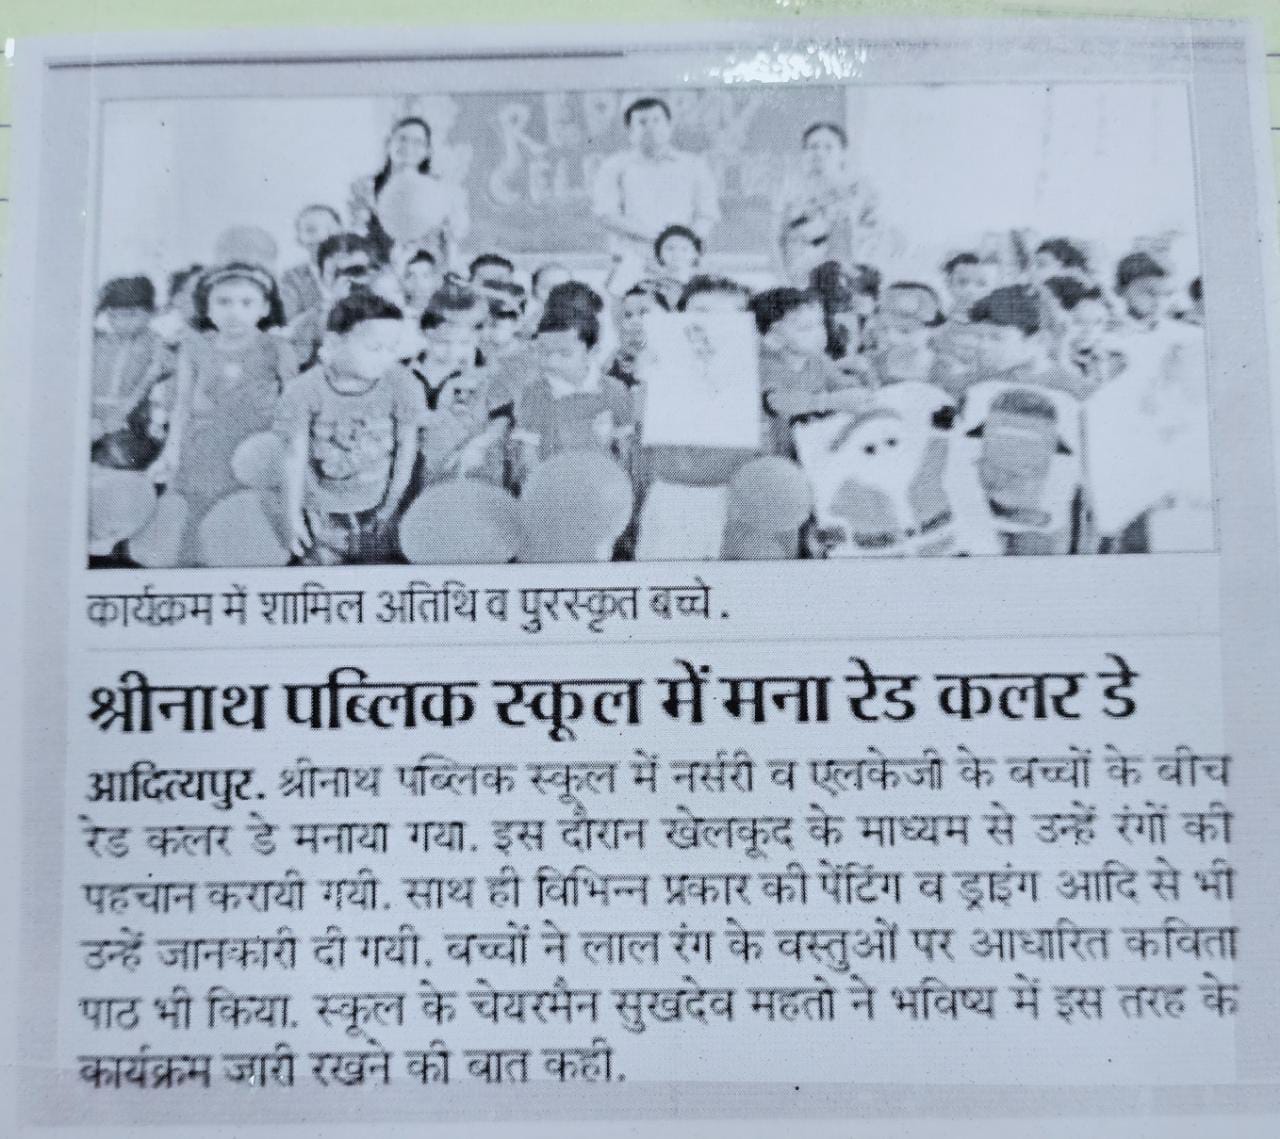 RED
CEL
कार्यक्रम में शामिल अतिथि व पुरस्कृत बच्चे.
श्रीनाथ पब्लिक स्कूल में मना रेड कलर डे
आदित्यपुर. श्रीनाथ पब्लिक स्कूल में नर्सरी व एलकेजी के बच्चों के बीच
रेड कलर डे मनाया गया. इस दौरान खेलकूद के माध्यम से उन्हें रंगों की
पहचान करायी गयी. साथ ही विभिन्न प्रकार की पेंटिंग व ड्राइंग आदि से भी
उन्हें जानकारी दी गयी. बच्चों ने लाल रंग के वस्तुओं पर आधारित कविता
पाठ भी किया. स्कूल के चेयरमैन सुखदेव महतो ने भविष्य में इस तरह के
कार्यक्रम जारी रखने की बात कही.